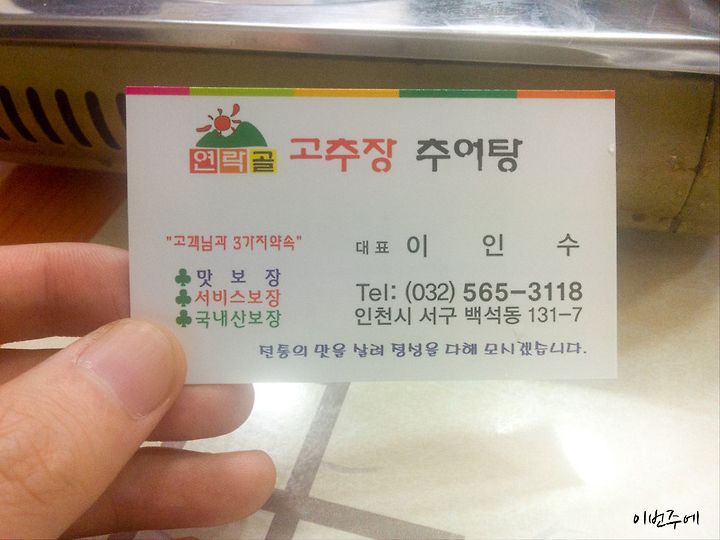 연락골 고추장 추어탕
"고객님과 3가지약속"
♣맛 보 장
♣서비스보장
♣국내산보장
대표 이 인 수
Tel: (032) 565-3118
인천시 서구 백석동 131-7
전통의 맛을 살려 정성을 다해 모시겠습니다.
이번주에